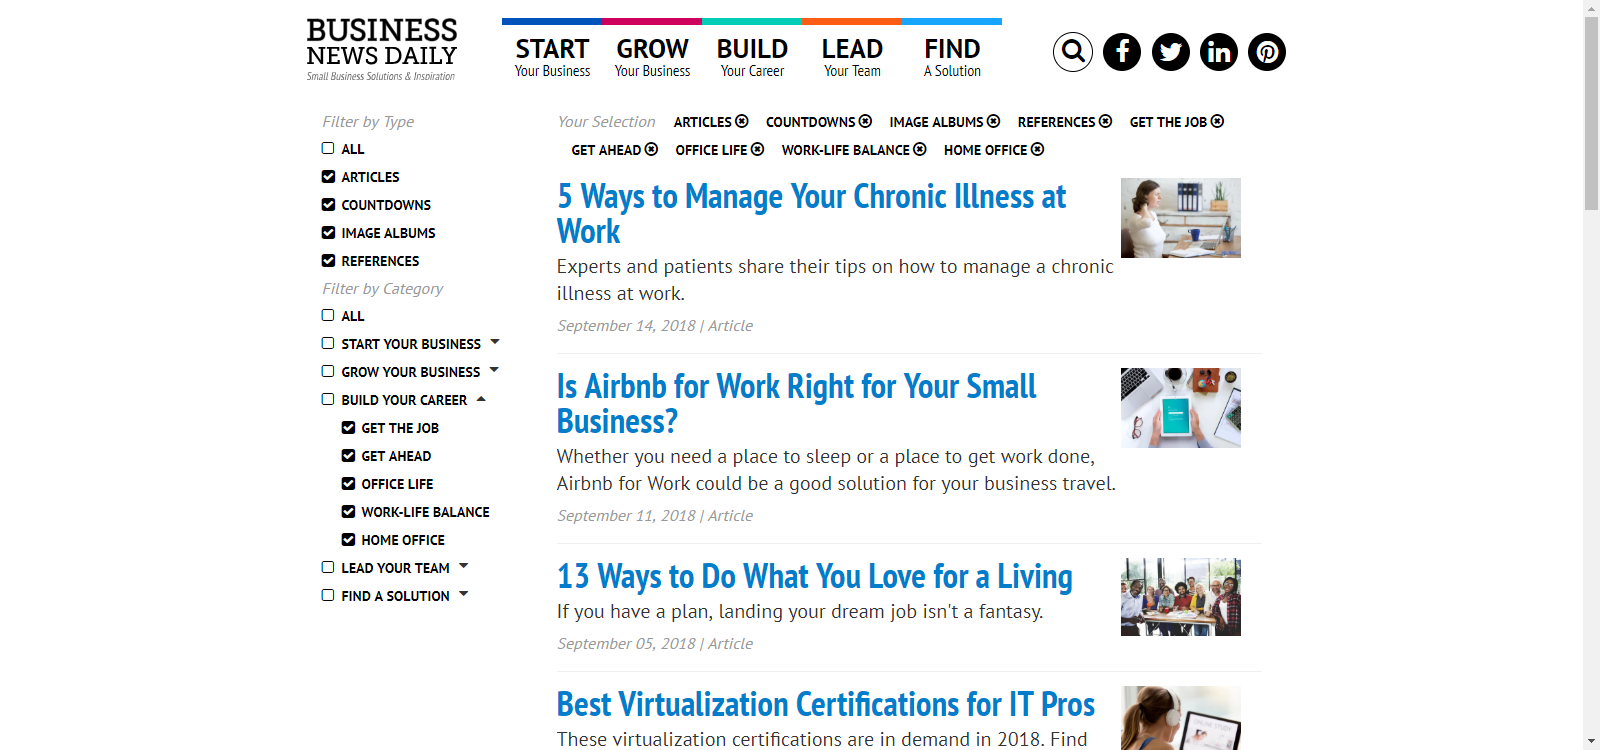 BUSINESS
NEWS DAILY
Small Business Solutions & Inspiration
START
Your Business
GROW
Your Business
BUILD
Your Career
LEAD
Your Team
FIND
A Solution
Filter by Type
ALL
ARTICLES
COUNTDOWNS
IMAGE ALBUMS
REFERENCES
Filter by Category
ALL
START YOUR BUSINESS
GROW YOUR BUSINESS
BUILD YOUR CAREER
GET THE JOB
GET AHEAD
OFFICE LIFE
WORK-LIFE BALANCE
HOME OFFICE
LEAD YOUR TEAM
FIND A SOLUTION
Your Selection ARTICLES COUNTDOWNS IMAGE ALBUMS REFERENCES GET THE JOB
GET AHEAD OFFICE LIFE WORK-LIFE BALANCE HOME OFFICE
5 Ways to Manage Your Chronic Illness at
Work
Experts and patients share their tips on how to manage a chronic
illness at work.
September 14, 2018 | Article
Is Airbnb for Work Right for Your Small
Business?
Whether you need a place to sleep or a place to get work done,
Airbnb for Work could be a good solution for your business travel.
September 11, 2018 | Article
13 Ways to Do What You Love for a Living
If you have a plan, landing your dream job isn't a fantasy.
September 05, 2018 | Article
Best Virtualization Certifications for IT Pros
These virtualization certifications are in demand in 2018. Find
ONLINE STUDY